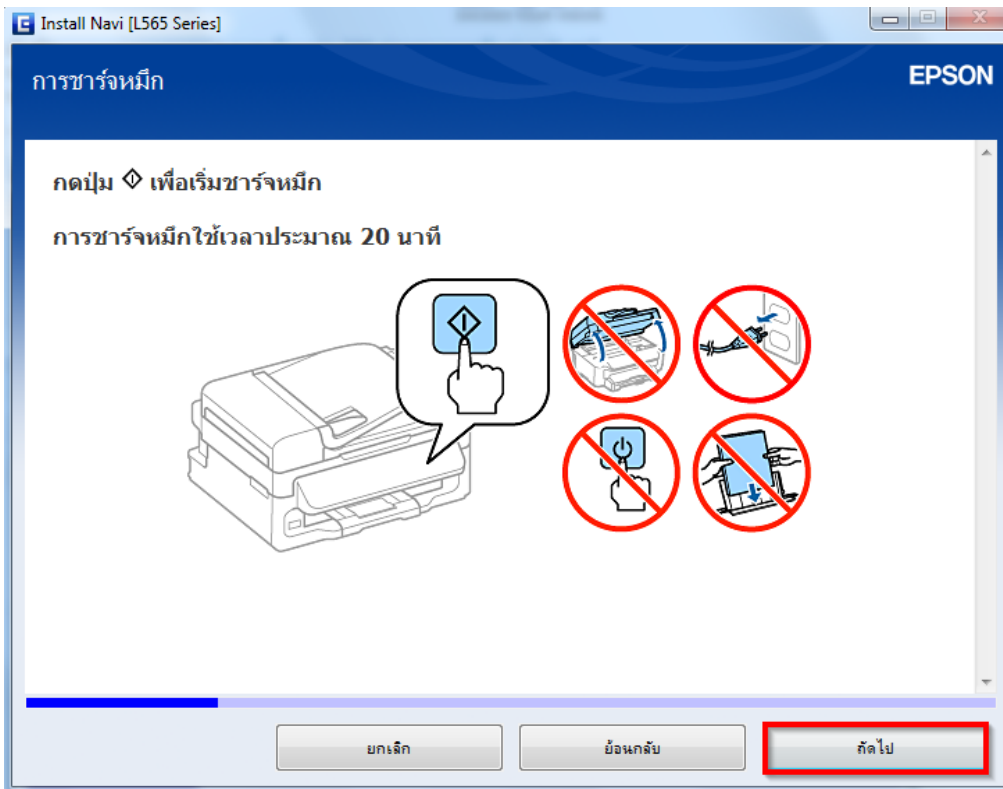 Install Navi [L565 Series]
การชาร์จหมึก
EPSON
กดปุ่ม เพื่อเริ่มชาร์จหมึก
การชาร์จหมึกใช้เวลาประมาณ 20 นาที
ยกเลิก
ย้อนกลับ
ถัดไป